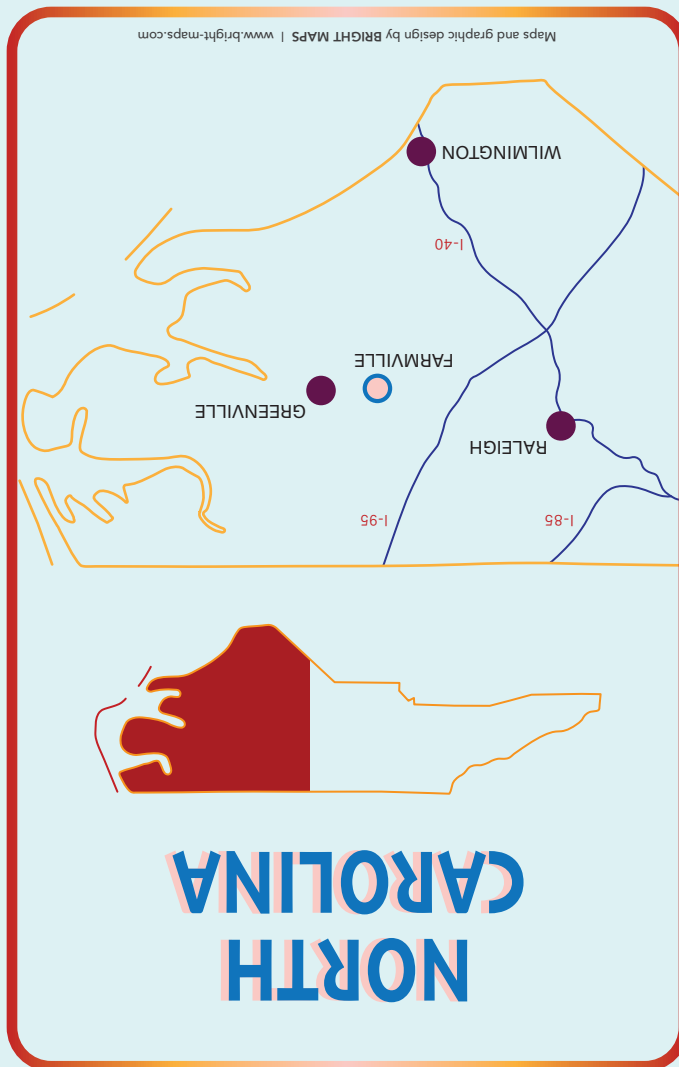 NORTH
CAROLINA
I-85
I-95
RALEIGH
GREENVILLE
FARMVILLE
I-40
WILMINGTON
Maps and graphic design by BRIGHT MAPS | www.bright-maps.com